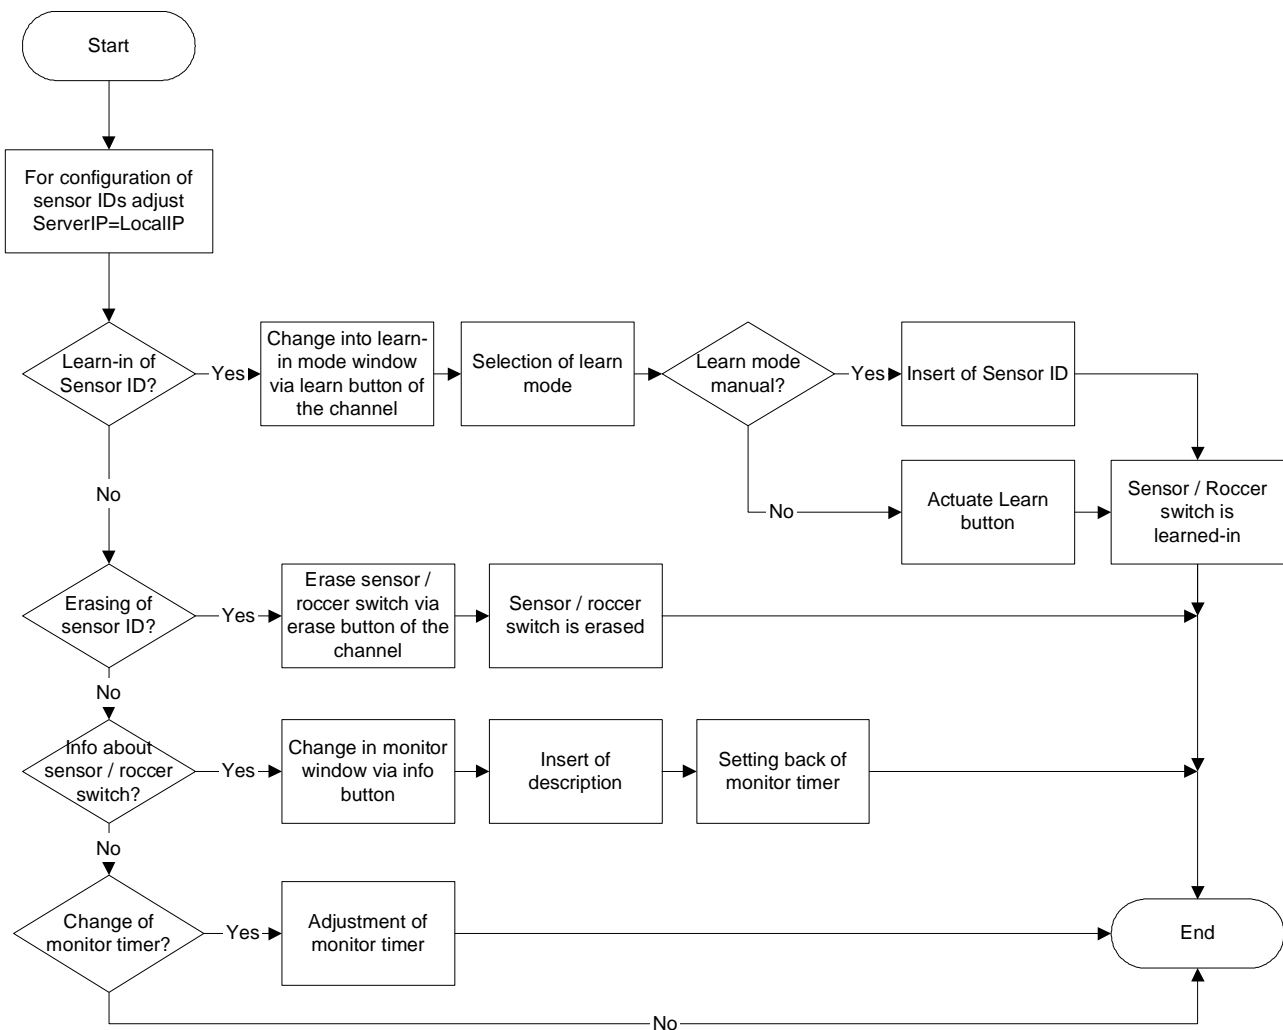 Start
For configuration of
sensor IDs adjust
ServerIP=LocalIP
Learn-in of
Sensor ID?
Yes
Change into learn-
in mode window
via learn button of
the channel
Selection of learn
mode
Learn mode
manual?
Yes
Insert of Sensor ID
No
No
Actuate Learn
button
Sensor / Roccer
switch is
learned-in
Erasing of
sensor ID?
Yes
Erase sensor /
roccer switch via
erase button of the
channel
Sensor / roccer
switch is erased
No
Info about
sensor / roccer
switch?
Yes
Change in monitor
window via info
button
Insert of
description
Setting back of
monitor timer
No
Change of
monitor timer?
Yes
Adjustment of
monitor timer
End
No